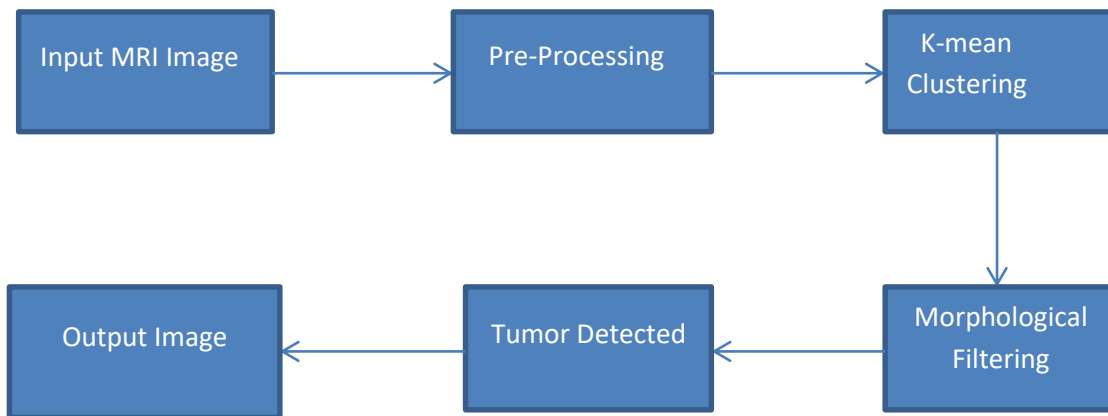 Input MRI Image
Pre-Processing
K-mean
Clustering
Morphological
Filtering
Tumor Detected
Output Image